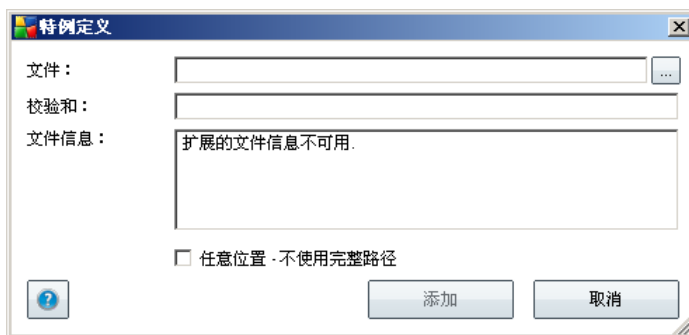 特例定义
文件：
...
校验和：
文件信息：
扩展的文件信息不可用.
任意位置 - 不使用完整路径
添加
取消